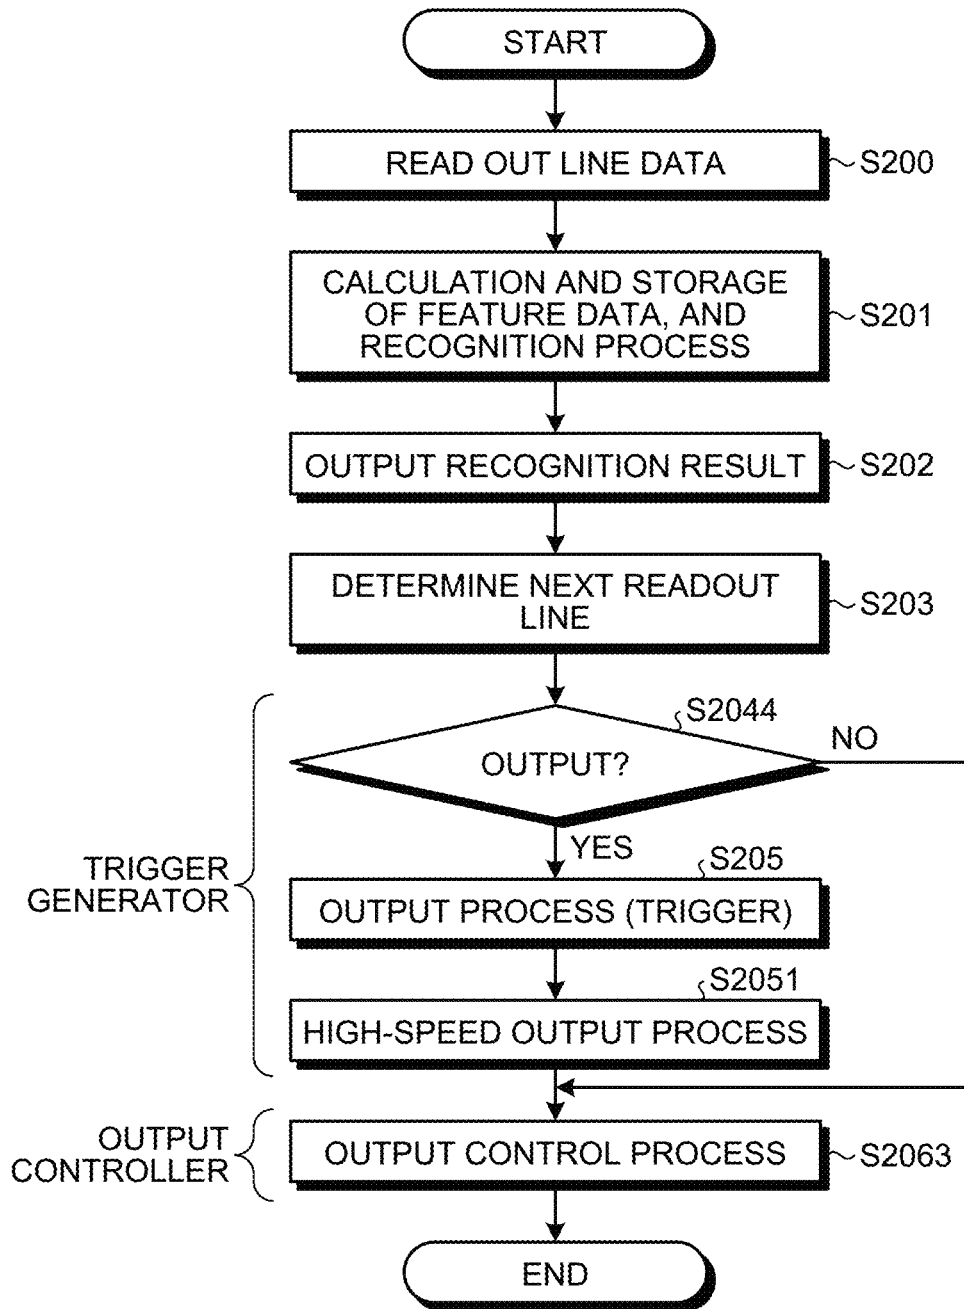 START
READ OUT LINE DATA
S200
CALCULATION AND STORAGE
OF FEATURE DATA, AND
RECOGNITION PROCESS
S201
OUTPUT RECOGNITION RESULT
S202
DETERMINE NEXT READOUT
LINE
S203
S2044
OUTPUT?
NO
YES
TRIGGER
GENERATOR
S205
OUTPUT PROCESS (TRIGGER)
S2051
HIGH-SPEED OUTPUT PROCESS
OUTPUT
CONTROLLER
OUTPUT CONTROL PROCESS
S2063
END